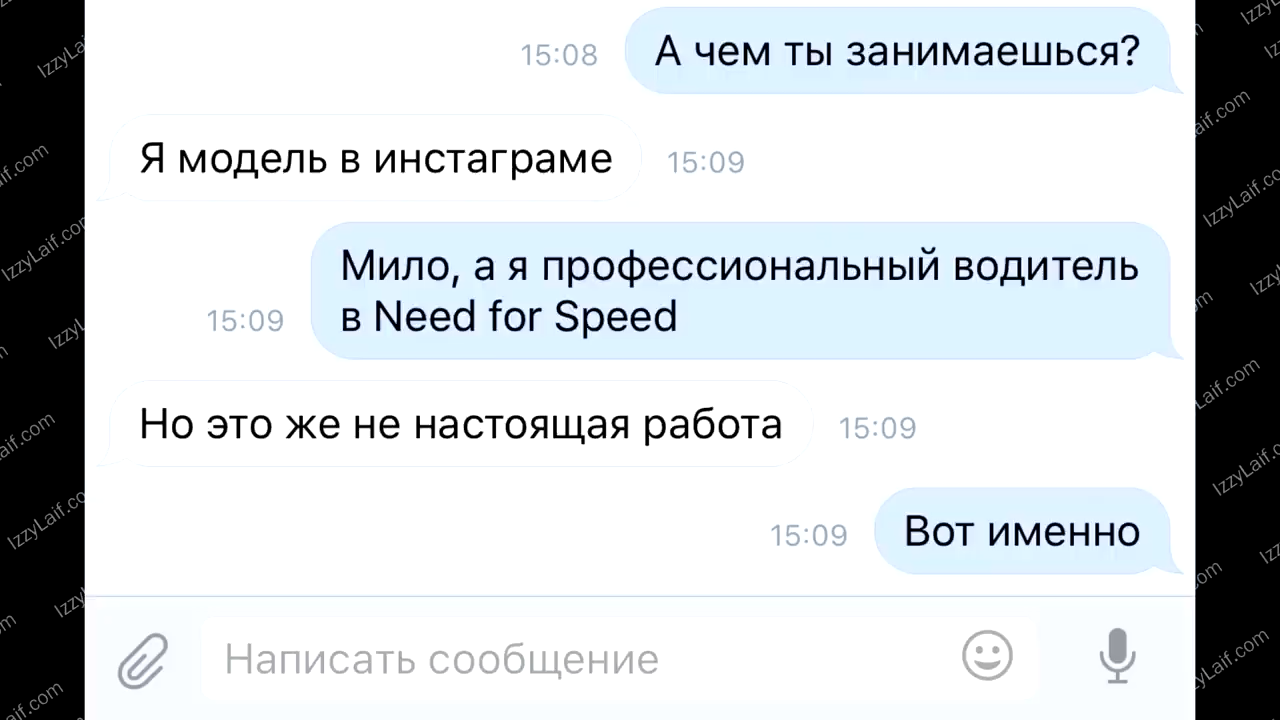 15:08 А чем ты занимаешься?
Я модель в инстаграме 15:09
Мило, а я профессиональный водитель
15:09 в Need for Speed
Но это же не настоящая работа 15:09
15:09 Вот именно
Написать сообщение
IzzyLaif.com